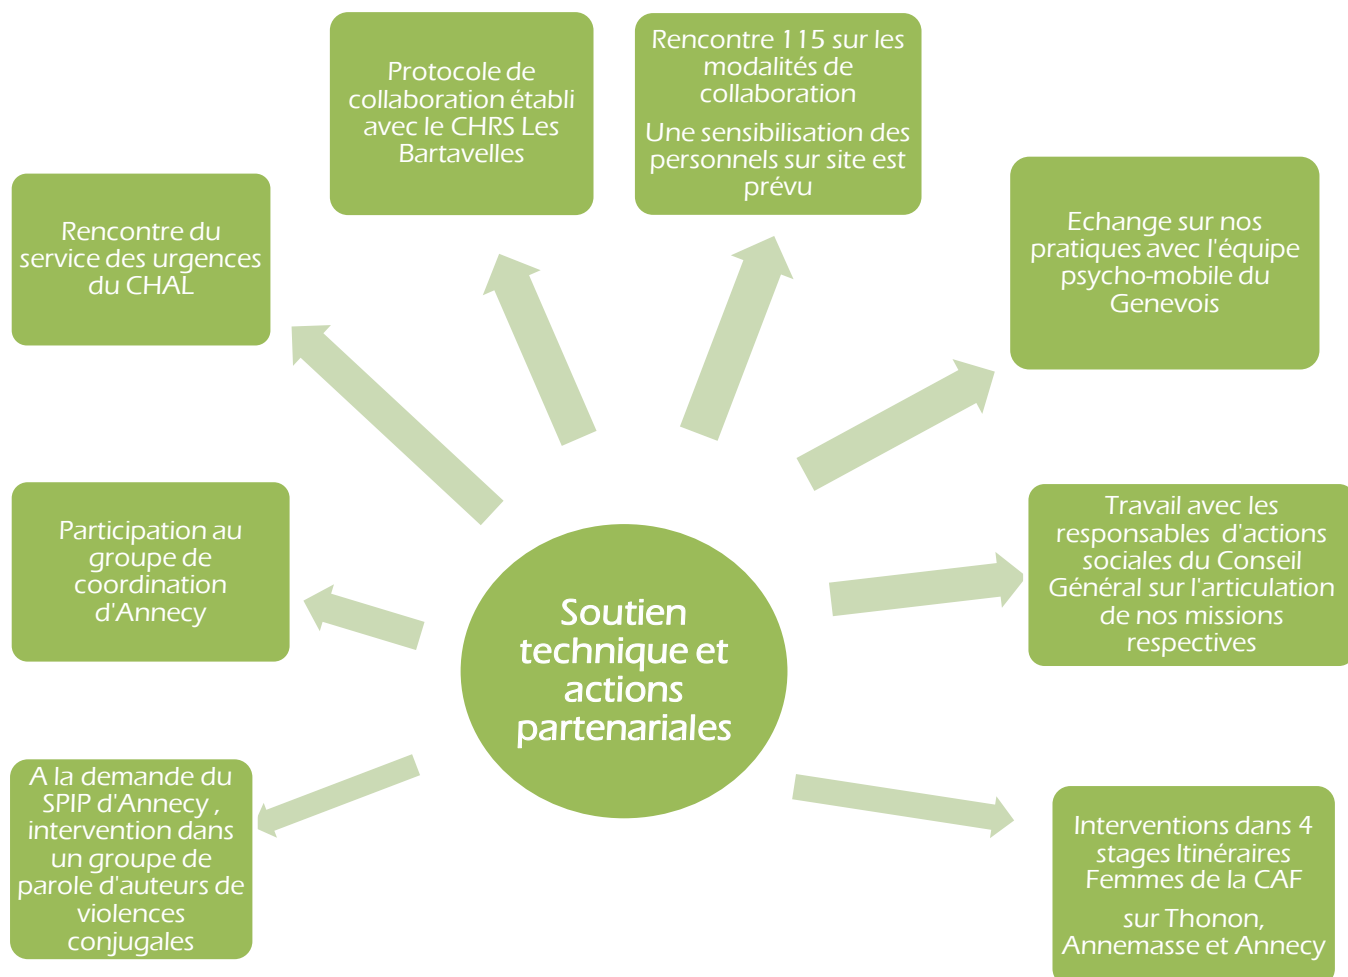 Rencontre 115 sur les
modalités de
collaboration
Une sensibilisation des
personnels sur site est
prévu
Protocole de
collaboration établi
avec le CHRS Les
Bartavelles
Rencontre du
service des urgences
du CHAL
Echange sur nos
pratiques avec l'équipe
psycho-mobile du
Genevois
Participation au
groupe de
coordination
d'Annecy
Travail avec les
responsables d'actions
sociales du Conseil
Général sur l'articulation
de nos missions
respectives
Soutien
technique et
actions
partenariales
A la demande du
SPIP d'Annecy ,
intervention dans
un groupe de
parole d'auteurs de
violences
conjugales
Interventions dans 4
stages Itinéraires
Femmes de la CAF
sur Thonon,
Annemasse et Annecy